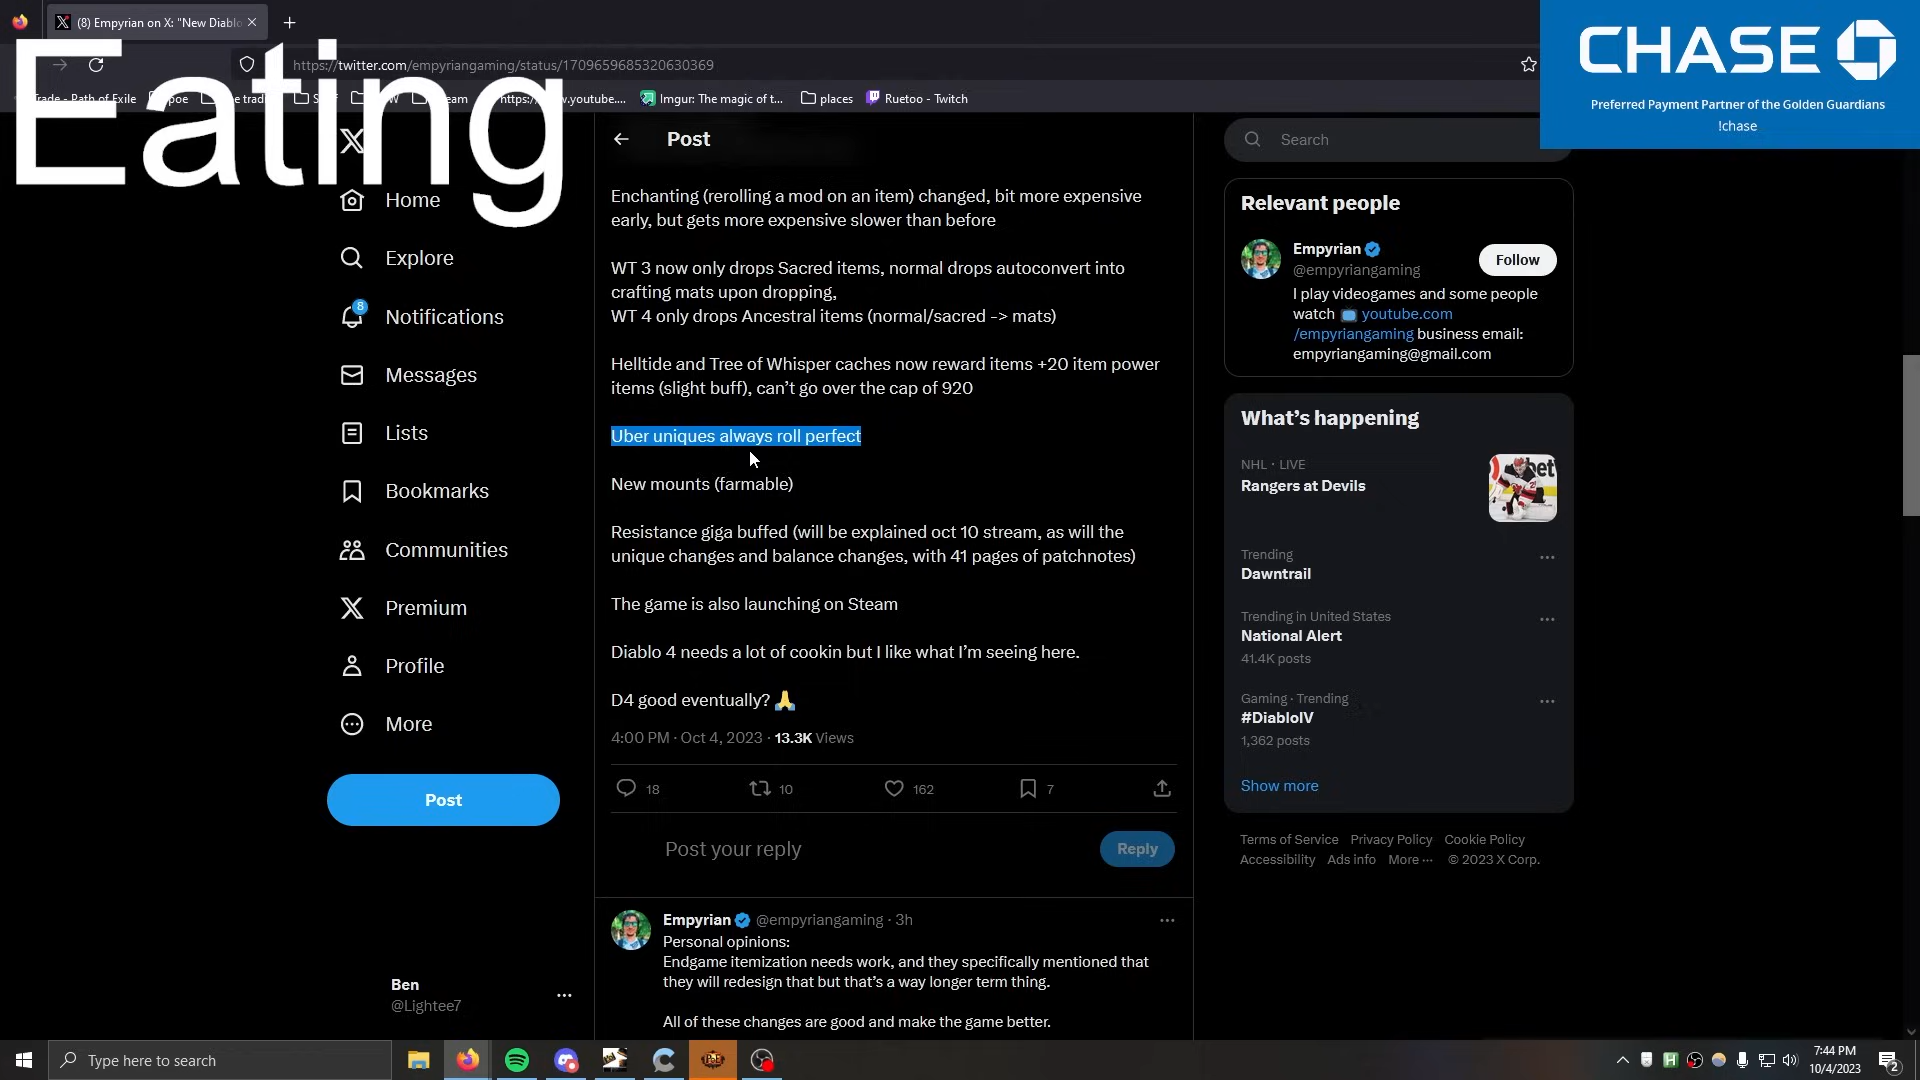 (8) Empyrian on X: "New Diablo
Eating
https://twitter.com/empyriangaming/status/1709659685320630369
Trade - Path of Exile
poe
https://www.youtube....
Imgur: The magic of t...
places
Ruetoo - Twitch
CHASE
Preferred Payment Partner of the Golden Guardians
!chase
Home
Explore
8
Notifications
Messages
Lists
Bookmarks
Communities
Premium
Profile
More
Post
Ben
@Lightee7
Post
Enchanting (rerolling a mod on an item) changed, bit more expensive
early, but gets more expensive slower than before
WT 3 now only drops Sacred items, normal drops autoconvert into
crafting mats upon dropping,
WT 4 only drops Ancestral items (normal/sacred -> mats)
Helltide and Tree of Whisper caches now reward items +20 item power
items (slight buff), can't go over the cap of 920
Uber uniques always roll perfect
New mounts (farmable)
Resistance giga buffed (will be explained oct 10 stream, as will the
unique changes and balance changes, with 41 pages of patchnotes)
The game is also launching on Steam
Diablo 4 needs a lot of cookin but I like what I'm seeing here.
D4 good eventually? 🙏
4:00 PM · Oct 4, 2023 · 13.3K Views
18 10 162 7
Post your reply
Reply
Empyrian @empyriangaming · 3h
Personal opinions:
Endgame itemization needs work, and they specifically mentioned that
they will redesign that but that's a way longer term thing.
All of these changes are good and make the game better.
Search
Relevant people
Empyrian
@empyriangaming
Follow
I play videogames and some people
watch youtube.com
/empyriangaming business email:
empyriangaming@gmail.com
What's happening
NHL · LIVE
Rangers at Devils
Trending
Dawntrail
Trending in United States
National Alert
41.4K posts
Gaming · Trending
#DiabloIV
1,362 posts
Show more
Terms of Service Privacy Policy Cookie Policy
Accessibility Ads info More ··· © 2023 X Corp.
Type here to search
7:44 PM
10/4/2023
2